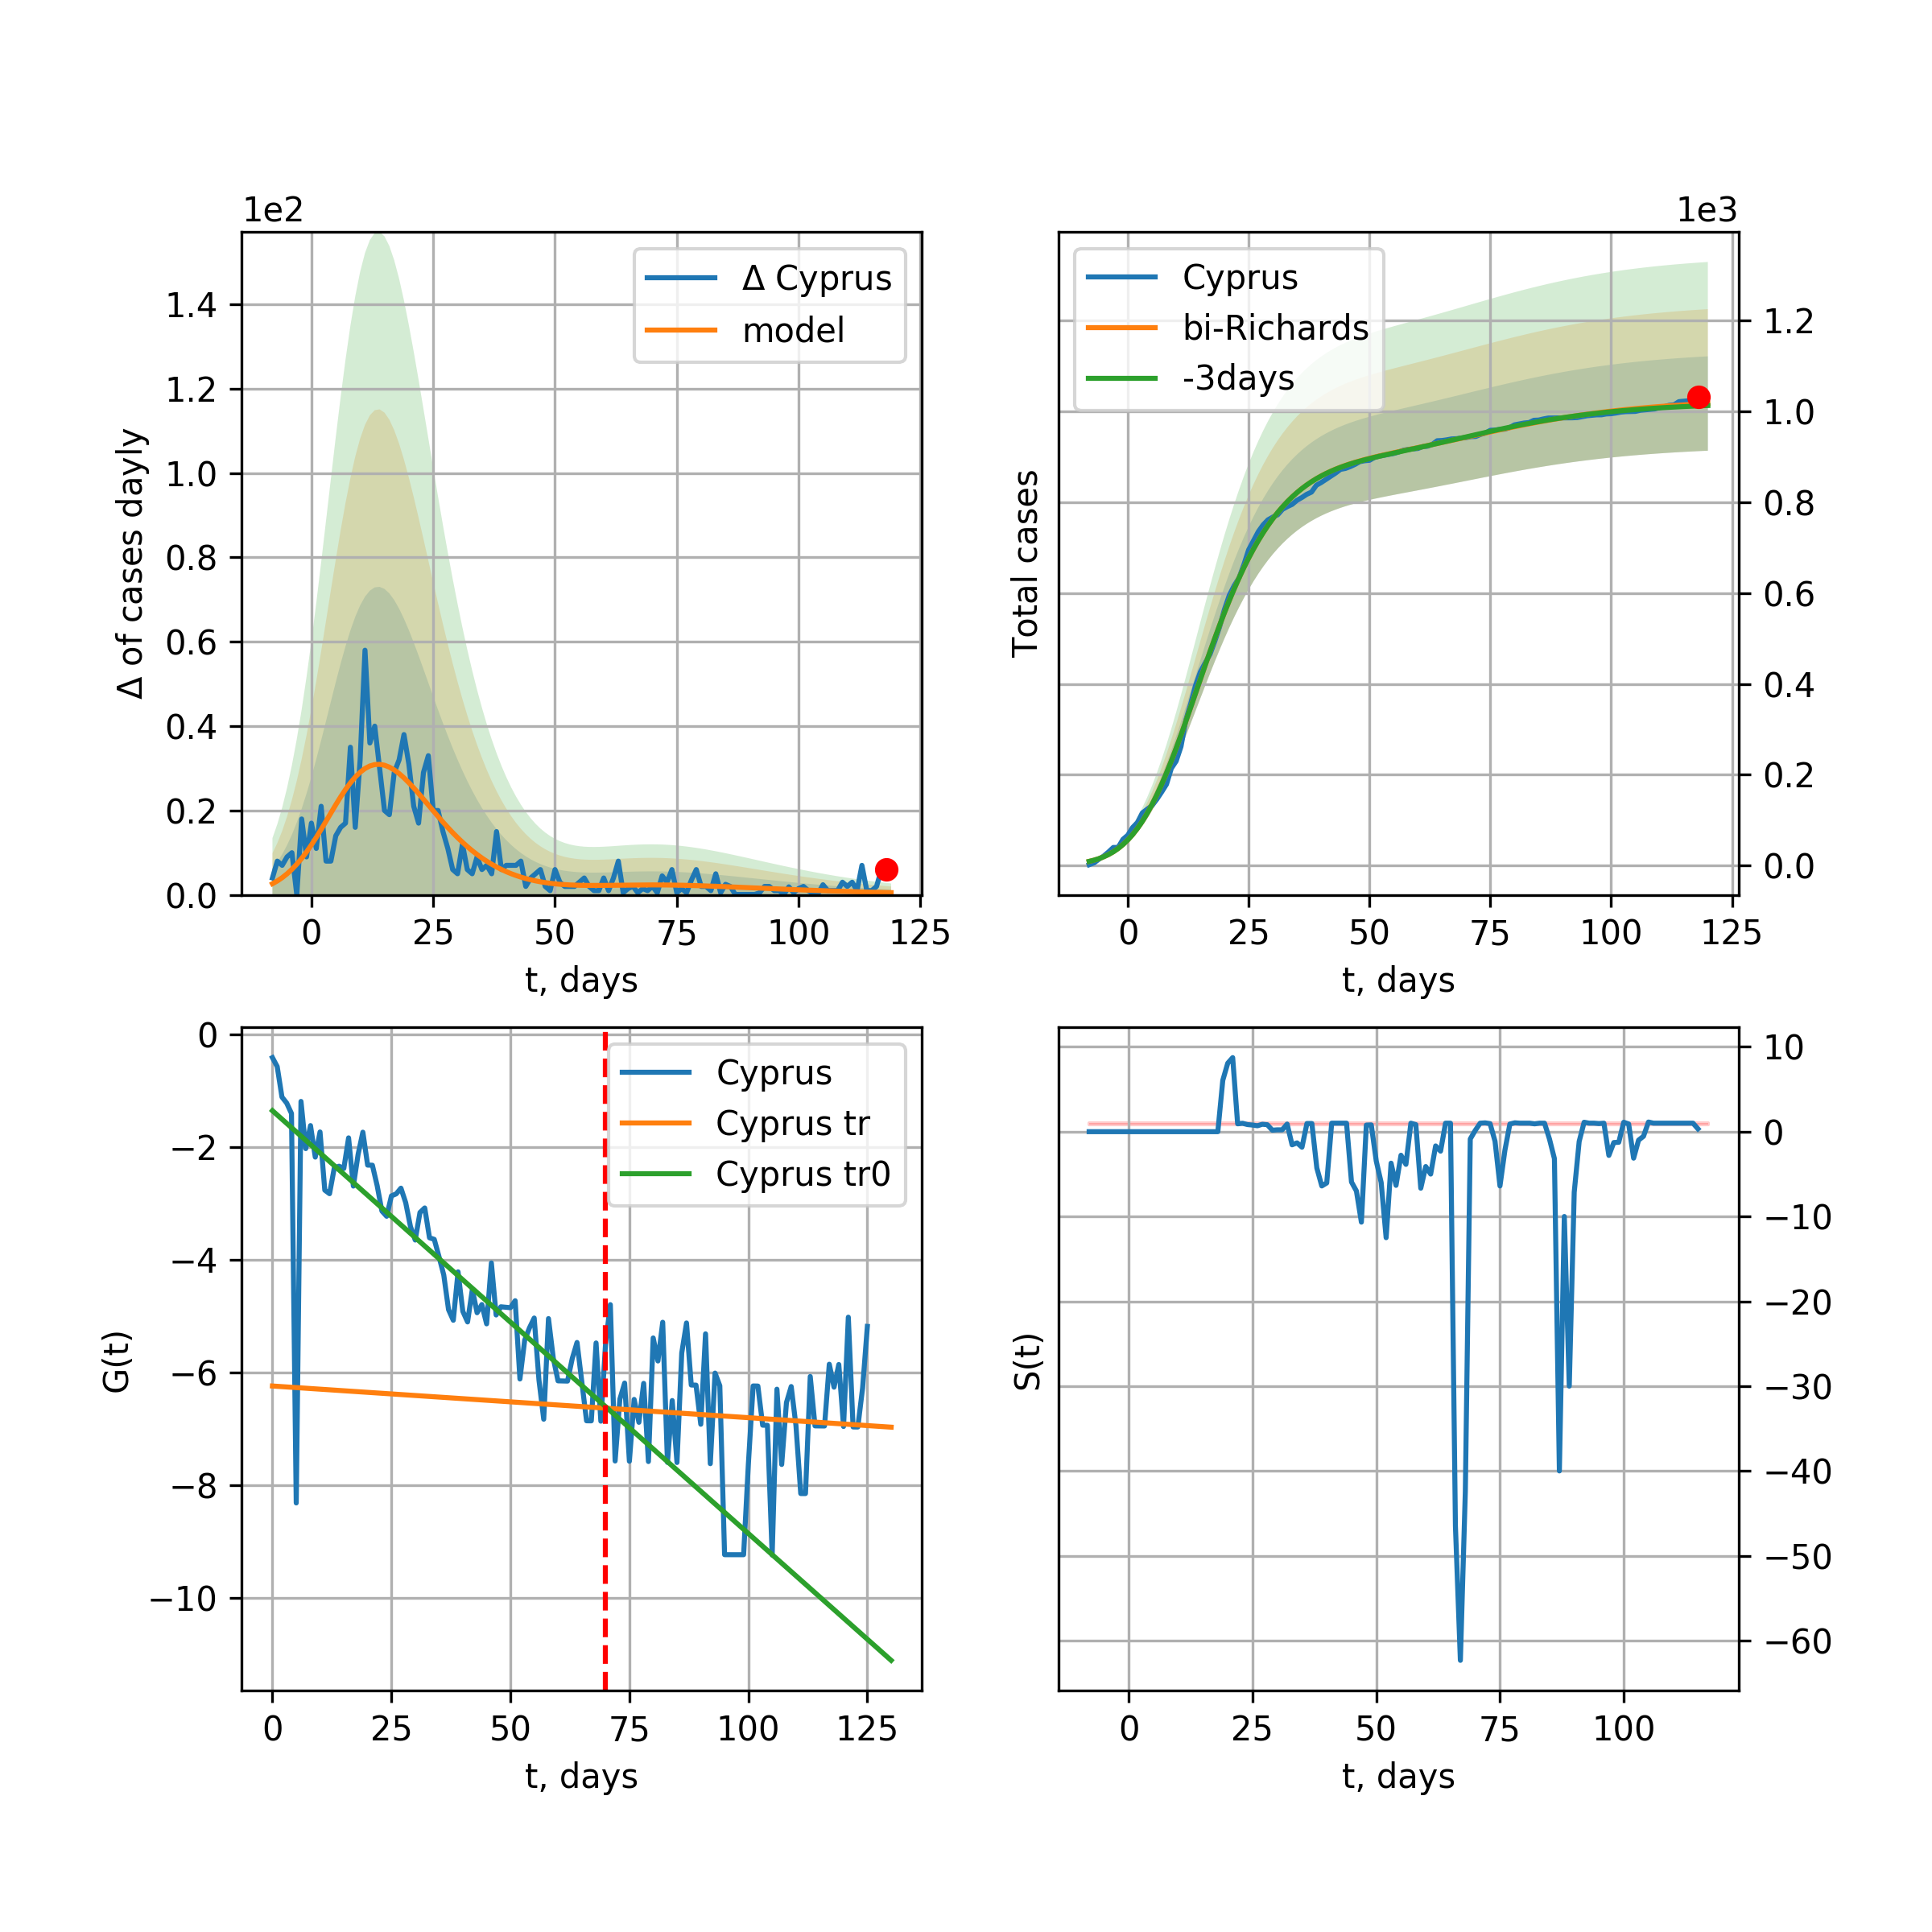 1e2
Δ of cases dayly
1.4
1.2
1.0
0.8
0.6
0.4
0.2
0.0
Δ Cyprus
model
0 25 50 75 100 125
t, days
1e3
Total cases
Cyprus
bi-Richards
-3days
1.2
1.0
0.8
0.6
0.4
0.2
0.0
0 25 50 75 100 125
t, days
G(t)
0
−2
−4
−6
−8
−10
Cyprus
Cyprus tr
Cyprus tr0
0 25 50 75 100 125
t, days
S(t)
10
0
−10
−20
−30
−40
−50
−60
0 25 50 75 100
t, days